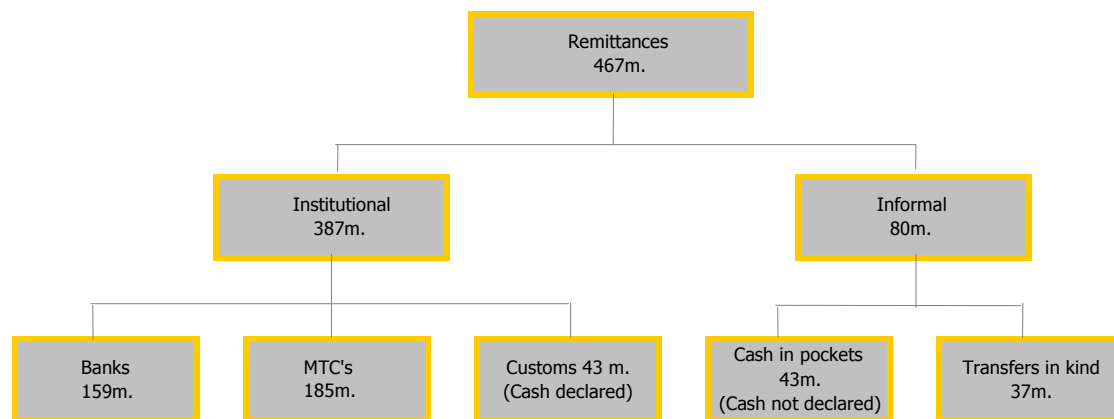 Remittances
467m.
Institutional
387m.
Informal
80m.
Banks
159m.
MTC's
185m.
Customs 43 m.
(Cash declared)
Cash in pockets
43m.
(Cash not declared)
Transfers in kind
37m.